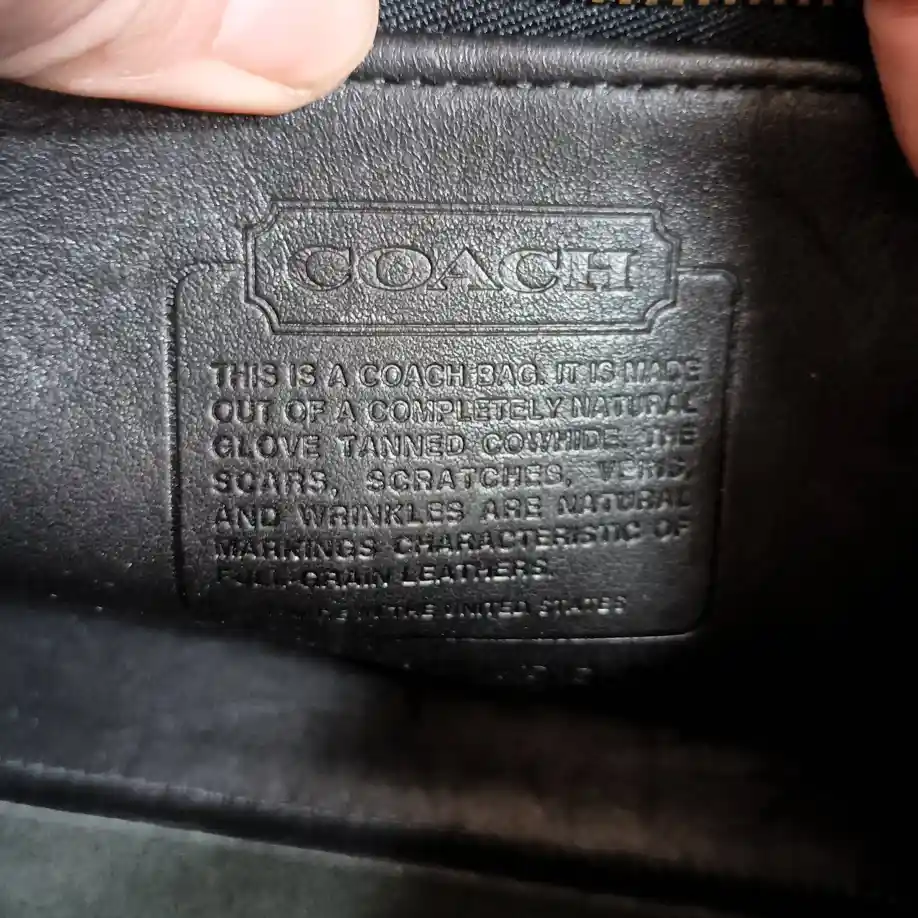 COACH
THIS IS A COACH BAG. IT IS MADE
OUT OF A COMPLETELY NATURAL
GLOVE TANNED COWHIDE. THE
SCARS, SCRATCHES, VEINS,
AND WRINKLES ARE NATURAL
MARKINGS CHARACTERISTIC OF
FULL-GRAIN LEATHERS.
IN THE UNITED STATES